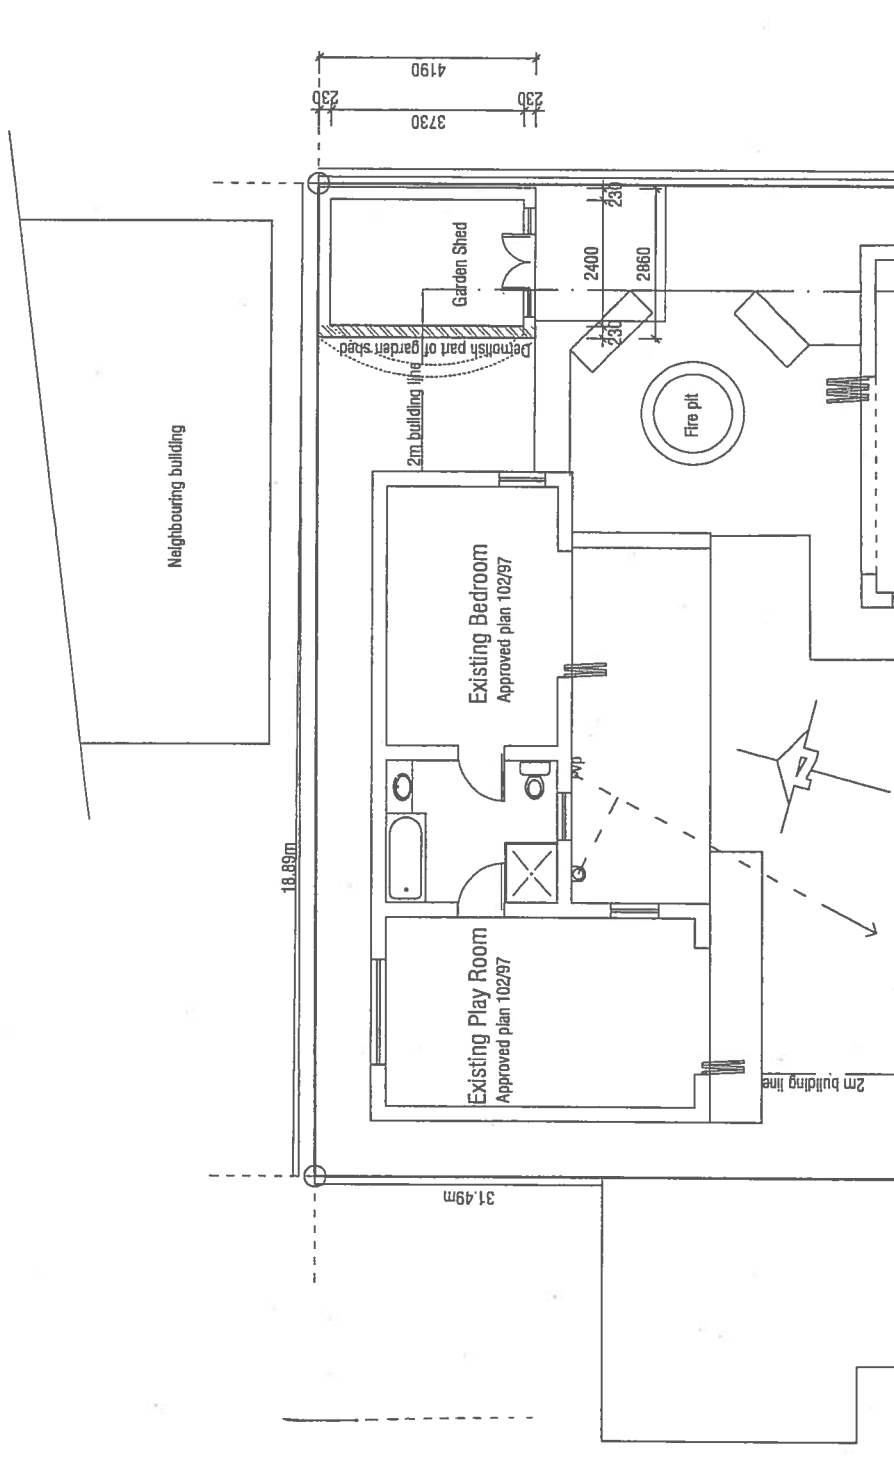 4190
230
3730
230
230
2400
2860
230
Garden Shed
Demolish part of garden shed
2m building line
Neighbouring building
Fire pit
Existing Bedroom
Approved plan 102/97
pvp
18.89m
Existing Play Room
Approved plan 102/97
2m building line
31.49m